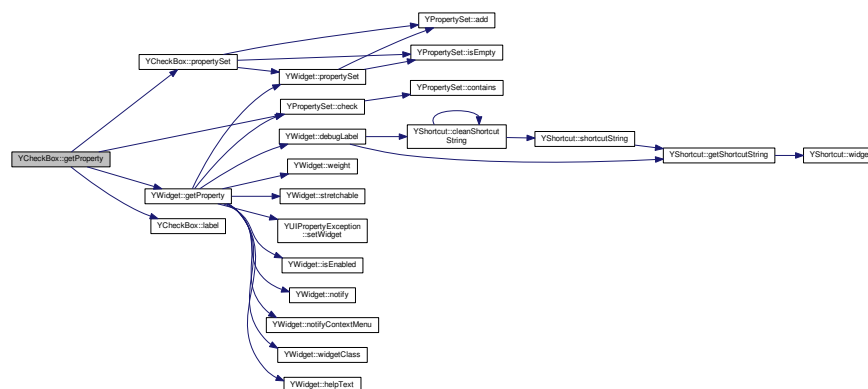 YPropertySet::add
YCheckBox::propertySet
YPropertySet::isEmpty
YWidget::propertySet
YPropertySet::contains
YPropertySet::check
YWidget::debugLabel
YShortcut::cleanShortcut
String
YShortcut::shortcutString
YShortcut::getShortcutString
YShortcut::widge
YCheckBox::getProperty
YWidget::weight
YWidget::getProperty
YWidget::stretchable
YCheckBox::label
YUIPropertyException
::setWidget
YWidget::isEnabled
YWidget::notify
YWidget::notifyContextMenu
YWidget::widgetClass
YWidget::helpText